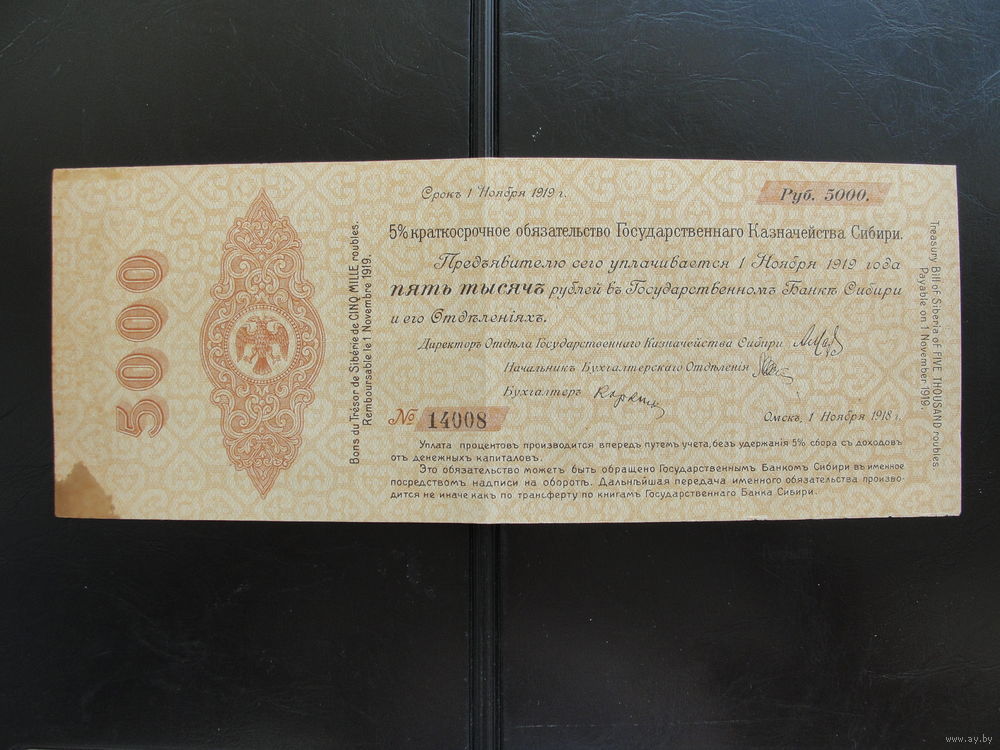 5000
Bons du Trésor de Sibérie de CINQ MILLE roubles.
Remboursable le 1 Novembre 1919.
Срокъ 1 Ноября 1919 г.
Руб. 5000.
5% краткосрочное обязательство Государственнаго Казначейства Сибири.
Предъявителю сего уплачивается 1 Ноября 1919 года
пять тысячъ рублей въ Государственномъ Банкѣ Сибири
и его Отдѣленіяхъ.
Директоръ Отдѣла Государственнаго Казначейства Сибири
Начальникъ Бухгалтерскаго Отдѣленія
Бухгалтеръ
№ 14008
Омскъ, 1 Ноября 1918 г.
Уплата процентовъ производится впередъ путемъ учета, безъ удержанія 5% сбора съ доходовъ
отъ денежныхъ капиталовъ.
Это обязательство можетъ быть обращено Государственнымъ Банкомъ Сибири въ именное
посредствомъ надписи на оборотѣ. Дальнѣйшая передача именного обязательства произво-
дится не иначе какъ по трансферту по книгамъ Государственнаго Банка Сибири.
Treasury Bill of Siberia of FIVE THOUSAND roubles.
Payable on 1 November 1919.
www.ay.by